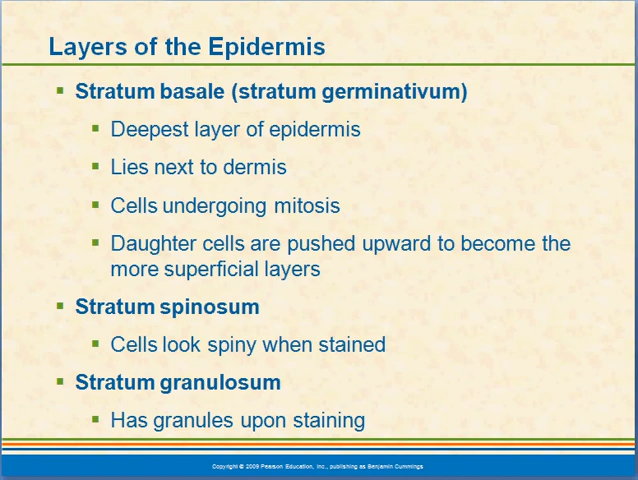 Layers of the Epidermis
▪ Stratum basale (stratum germinativum)
▪ Deepest layer of epidermis
▪ Lies next to dermis
▪ Cells undergoing mitosis
▪ Daughter cells are pushed upward to become the
more superficial layers
▪ Stratum spinosum
▪ Cells look spiny when stained
▪ Stratum granulosum
▪ Has granules upon staining
Copyright © 2009 Pearson Education, Inc., publishing as Benjamin Cummings